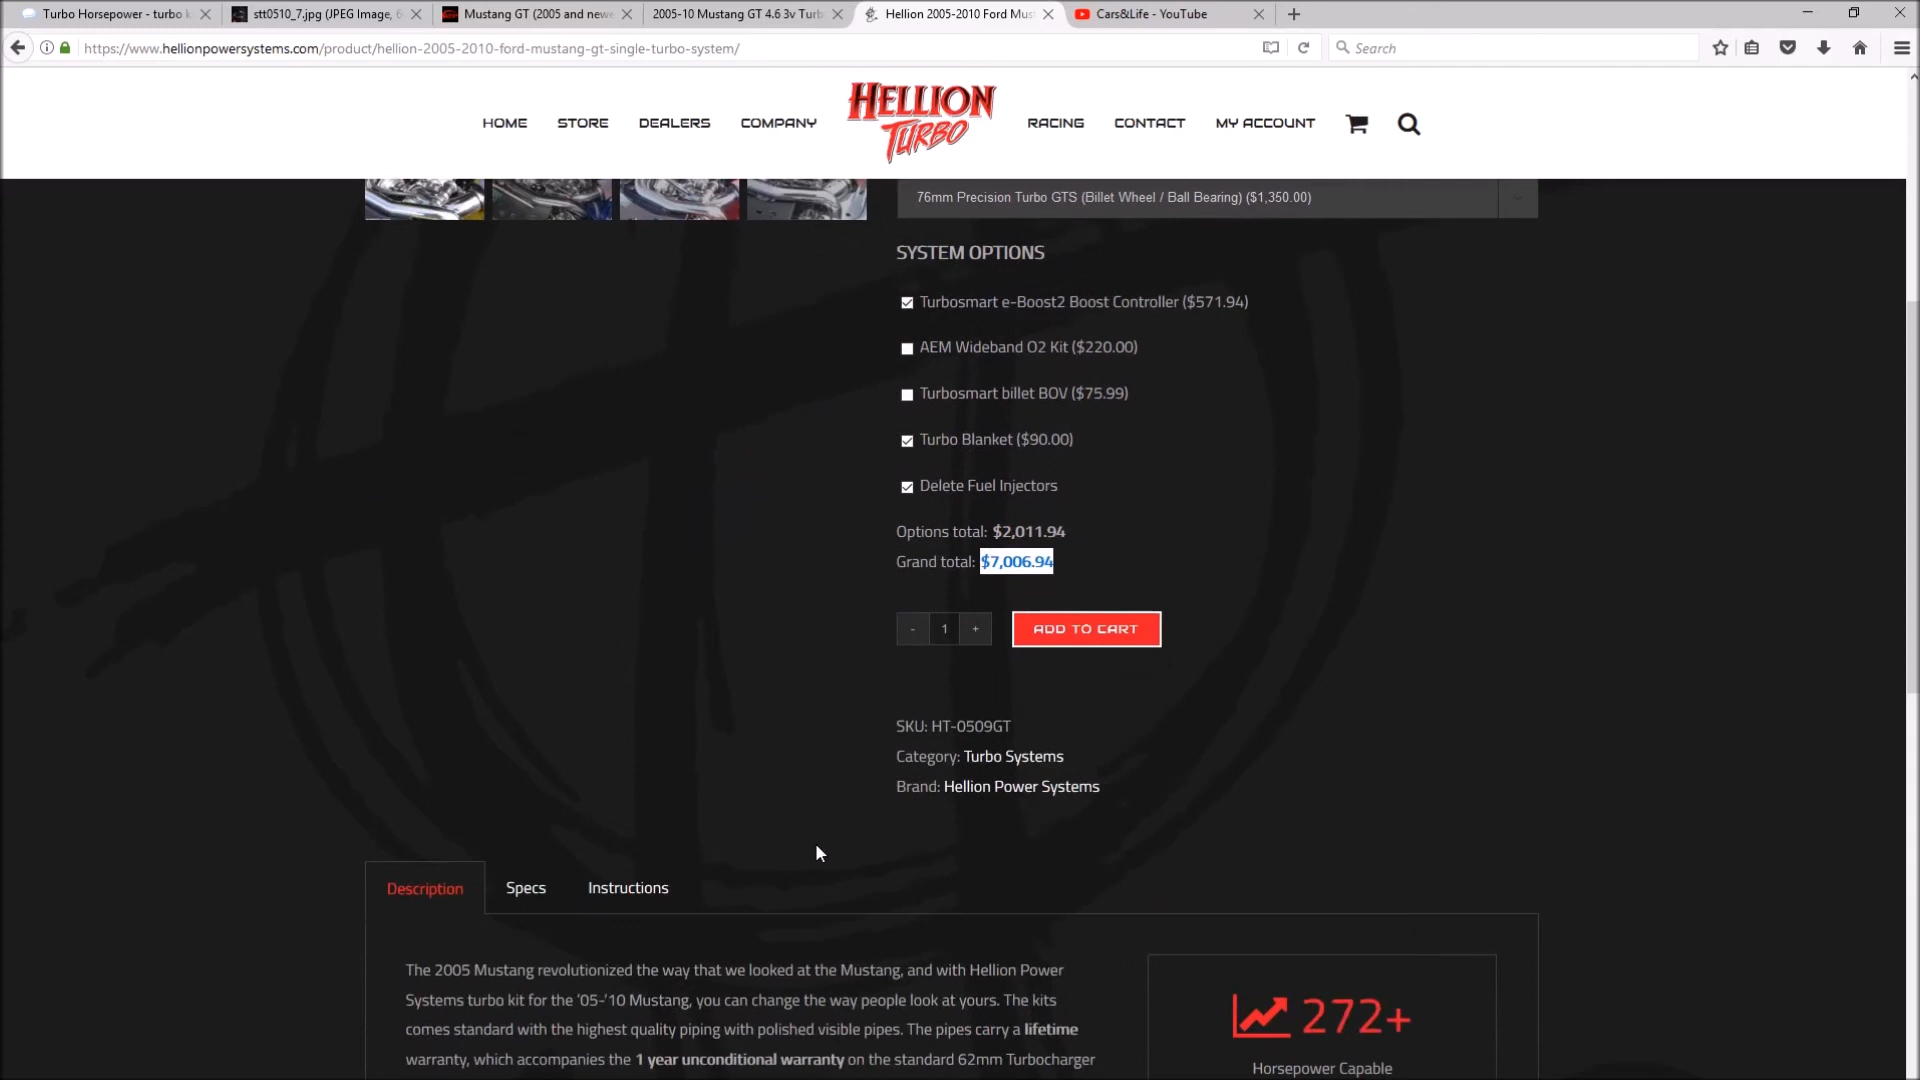 Turbo Horsepower - turbo k
stt0510_7.jpg (JPEG Image, 6
Mustang GT (2005 and newe
2005-10 Mustang GT 4.6 3v Turb
Hellion 2005-2010 Ford Mus
Cars&Life - YouTube
https://www.hellionpowersystems.com/product/hellion-2005-2010-ford-mustang-gt-single-turbo-system/
Search
HOME
STORE
DEALERS
COMPANY
HELLION
TURBO
RACING
CONTACT
MY ACCOUNT
76mm Precision Turbo GTS (Billet Wheel / Ball Bearing) ($1,350.00)
SYSTEM OPTIONS
Turbosmart e-Boost2 Boost Controller ($571.94)
AEM Wideband O2 Kit ($220.00)
Turbosmart billet BOV ($75.99)
Turbo Blanket ($90.00)
Delete Fuel Injectors
Options total: $2,011.94
Grand total: $7,006.94
- 1 +
ADD TO CART
SKU: HT-0509GT
Category: Turbo Systems
Brand: Hellion Power Systems
Description
Specs
Instructions
The 2005 Mustang revolutionized the way that we looked at the Mustang, and with Hellion Power
Systems turbo kit for the '05-'10 Mustang, you can change the way people look at yours. The kits
comes standard with the highest quality piping with polished visible pipes. The pipes carry a lifetime
warranty, which accompanies the 1 year unconditional warranty on the standard 62mm Turbocharger
272+
Horsepower Capable